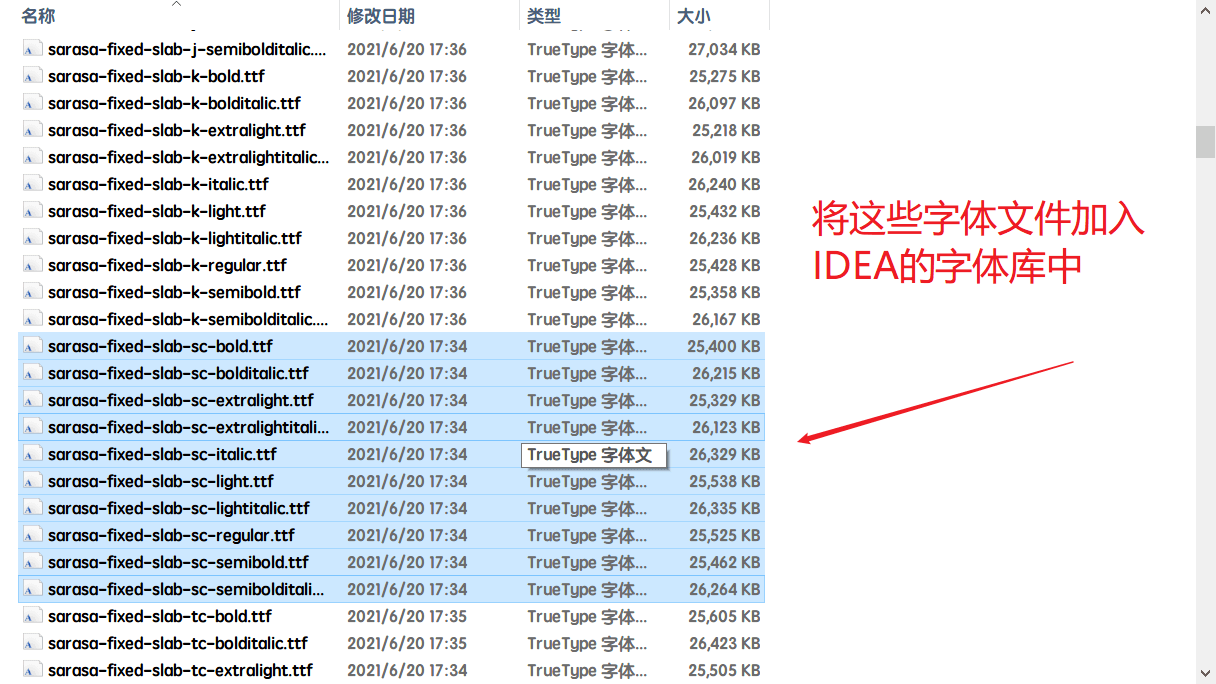 名称 修改日期 类型 大小
sarasa-fixed-slab-j-semibolditalic.... 2021/6/20 17:36 TrueType 字体... 27,034 KB
sarasa-fixed-slab-k-bold.ttf 2021/6/20 17:36 TrueType 字体... 25,275 KB
sarasa-fixed-slab-k-bolditalic.ttf 2021/6/20 17:36 TrueType 字体... 26,097 KB
sarasa-fixed-slab-k-extralight.ttf 2021/6/20 17:36 TrueType 字体... 25,218 KB
sarasa-fixed-slab-k-extralightitalic... 2021/6/20 17:36 TrueType 字体... 26,019 KB
sarasa-fixed-slab-k-italic.ttf 2021/6/20 17:36 TrueType 字体... 26,240 KB
sarasa-fixed-slab-k-light.ttf 2021/6/20 17:36 TrueType 字体... 25,432 KB
sarasa-fixed-slab-k-lightitalic.ttf 2021/6/20 17:36 TrueType 字体... 26,236 KB
sarasa-fixed-slab-k-regular.ttf 2021/6/20 17:36 TrueType 字体... 25,428 KB
sarasa-fixed-slab-k-semibold.ttf 2021/6/20 17:36 TrueType 字体... 25,358 KB
sarasa-fixed-slab-k-semibolditalic.... 2021/6/20 17:36 TrueType 字体... 26,167 KB
sarasa-fixed-slab-sc-bold.ttf 2021/6/20 17:34 TrueType 字体... 25,400 KB
sarasa-fixed-slab-sc-bolditalic.ttf 2021/6/20 17:34 TrueType 字体... 26,215 KB
sarasa-fixed-slab-sc-extralight.ttf 2021/6/20 17:34 TrueType 字体... 25,329 KB
sarasa-fixed-slab-sc-extralightitali... 2021/6/20 17:34 TrueType 字体... 26,123 KB
sarasa-fixed-slab-sc-italic.ttf 2021/6/20 17:34 TrueType 字体文 26,329 KB
sarasa-fixed-slab-sc-light.ttf 2021/6/20 17:34 TrueType 字体... 25,538 KB
sarasa-fixed-slab-sc-lightitalic.ttf 2021/6/20 17:34 TrueType 字体... 26,335 KB
sarasa-fixed-slab-sc-regular.ttf 2021/6/20 17:34 TrueType 字体... 25,525 KB
sarasa-fixed-slab-sc-semibold.ttf 2021/6/20 17:34 TrueType 字体... 25,462 KB
sarasa-fixed-slab-sc-semibolditali... 2021/6/20 17:34 TrueType 字体... 26,264 KB
sarasa-fixed-slab-tc-bold.ttf 2021/6/20 17:35 TrueType 字体... 25,605 KB
sarasa-fixed-slab-tc-bolditalic.ttf 2021/6/20 17:35 TrueType 字体... 26,423 KB
sarasa-fixed-slab-tc-extralight.ttf 2021/6/20 17:34 TrueType 字体... 25,505 KB
将这些字体文件加入
IDEA的字体库中